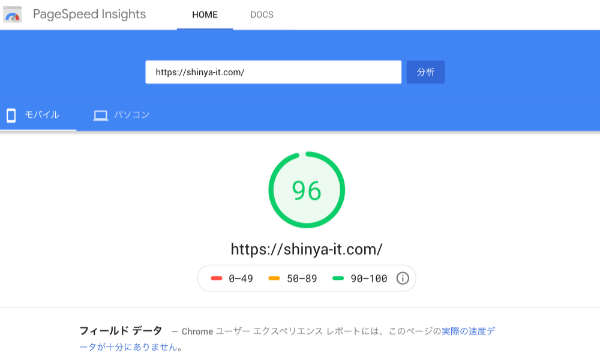 PageSpeed Insights HOME DOCS
https://shinya-it.com/ 分析
モバイル パソコン
96
https://shinya-it.com/
0–49 50–89 90–100
フィールド データ — Chrome ユーザー エクスペリエンス レポートには、このページの実際の速度デ
ータが十分にありません。